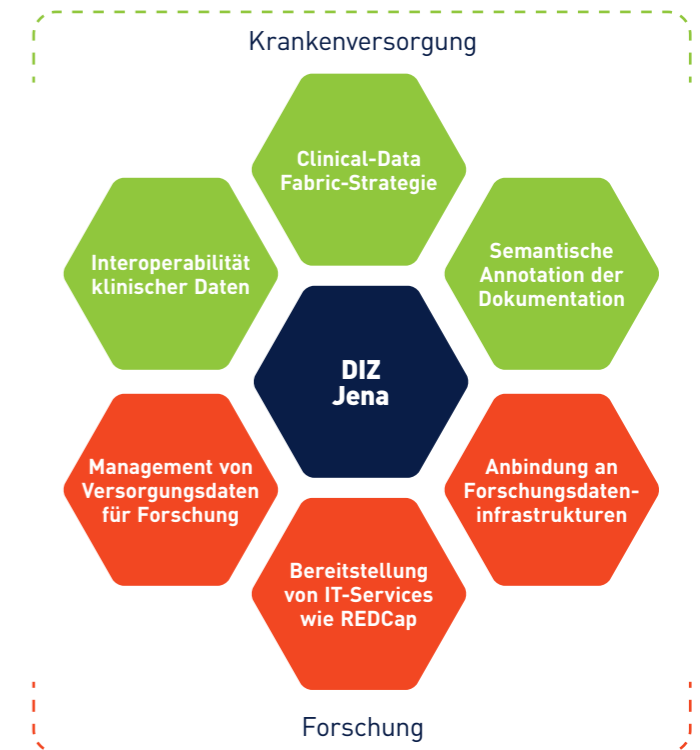 Krankenversorgung
Clinical-Data
Fabric-Strategie
Interoperabilität
klinischer Daten
Semantische
Annotation der
Dokumentation
DIZ
Jena
Management von
Versorgungsdaten
für Forschung
Anbindung an
Forschungsdaten-
infrastrukturen
Bereitstellung
von IT-Services
wie REDCap
Forschung